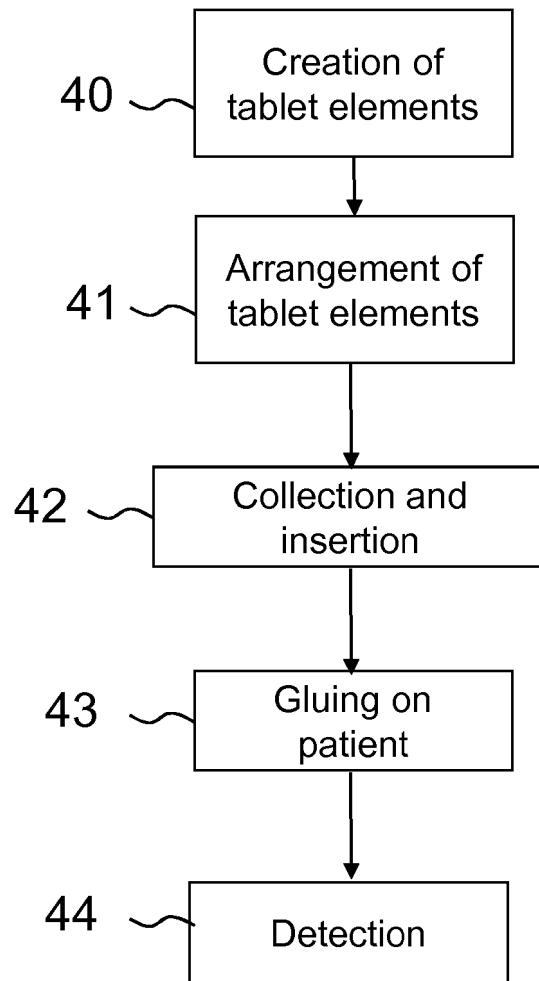 40
Creation of
tablet elements
41
Arrangement of
tablet elements
42
Collection and
insertion
43
Gluing on
patient
44
Detection